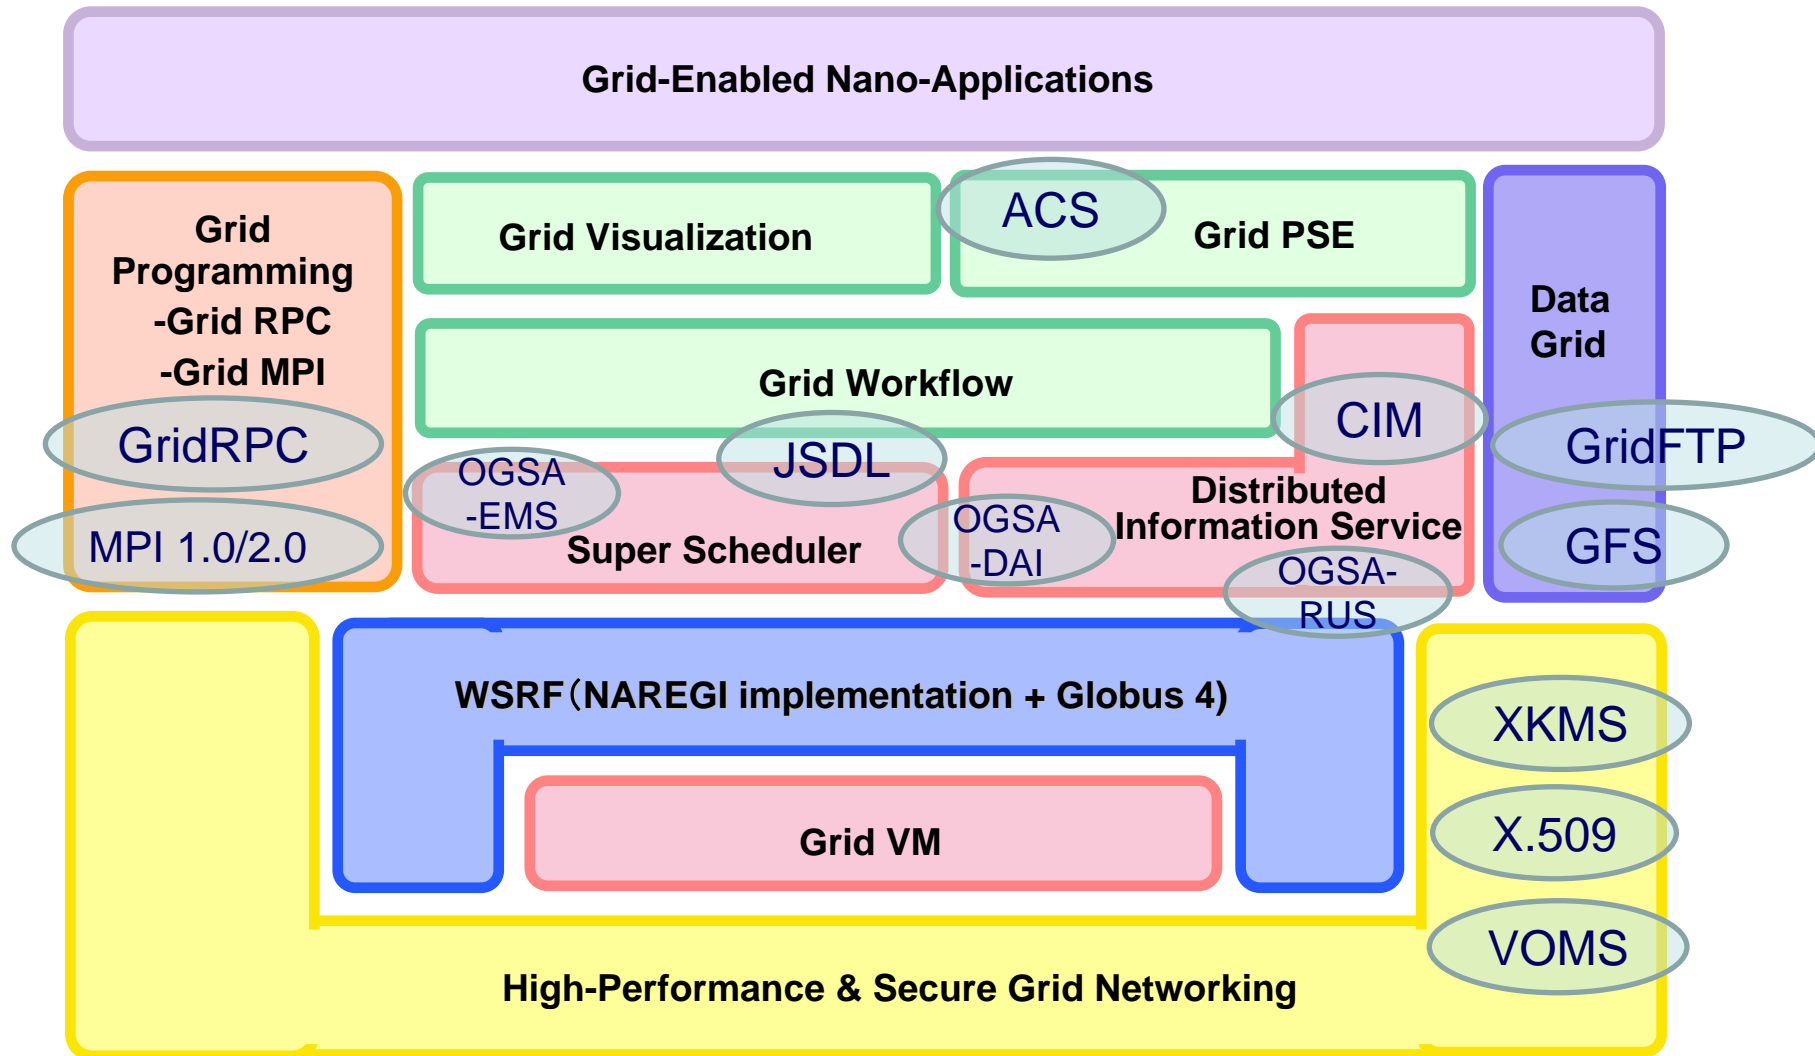 Grid-Enabled Nano-Applications
Grid
Programming
-Grid RPC
-Grid MPI
GridRPC
MPI 1.0/2.0
Grid Visualization
ACS
Grid PSE
Data
Grid
Grid Workflow
CIM
GridFTP
JSDL
OGSA
-EMS
Super Scheduler
Distributed
Information Service
OGSA
-DAI
OGSA-
RUS
GFS
WSRF（NAREGI implementation + Globus 4)
XKMS
Grid VM
X.509
VOMS
High-Performance & Secure Grid Networking